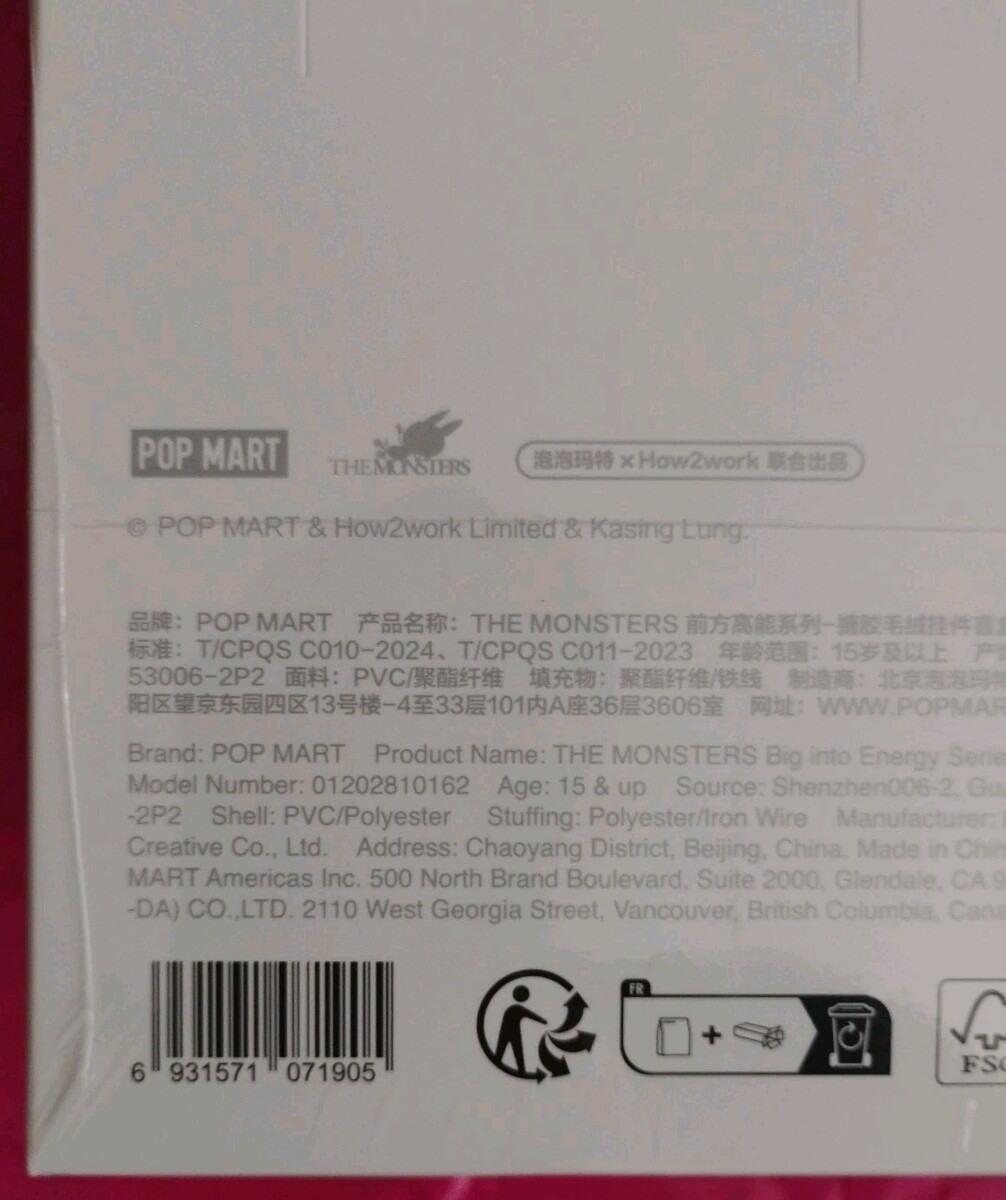 POP MART THE MONSTERS 泡泡玛特 × How2work 联合出品
© POP MART & How2work Limited & Kasing Lung.
品牌：POP MART 产品名称：THE MONSTERS 前方高能系列-搪胶毛绒挂件盲
标准：T/CPQS C010-2024、T/CPQS C011-2023 年龄范围：15岁及以上 产
53006-2P2 面料：PVC/聚酯纤维 填充物：聚酯纤维/铁线 制造商：北京泡泡玛特
阳区望京东园四区13号楼-4至33层101内A座36层3606室 网址：WWW.POPMAR
Brand: POP MART Product Name: THE MONSTERS Big into Energy Serie
Model Number: 01202810162 Age: 15 & up Source: Shenzhen006-2, Gu
-2P2 Shell: PVC/Polyester Stuffing: Polyester/Iron Wire Manufacturer:
Creative Co., Ltd. Address: Chaoyang District, Beijing, China. Made in Chin
MART Americas Inc. 500 North Brand Boulevard, Suite 2000, Glendale, CA 9
-DA) CO.,LTD. 2110 West Georgia Street, Vancouver, British Columbia, Cana
FR
6 931571 071905
FSC